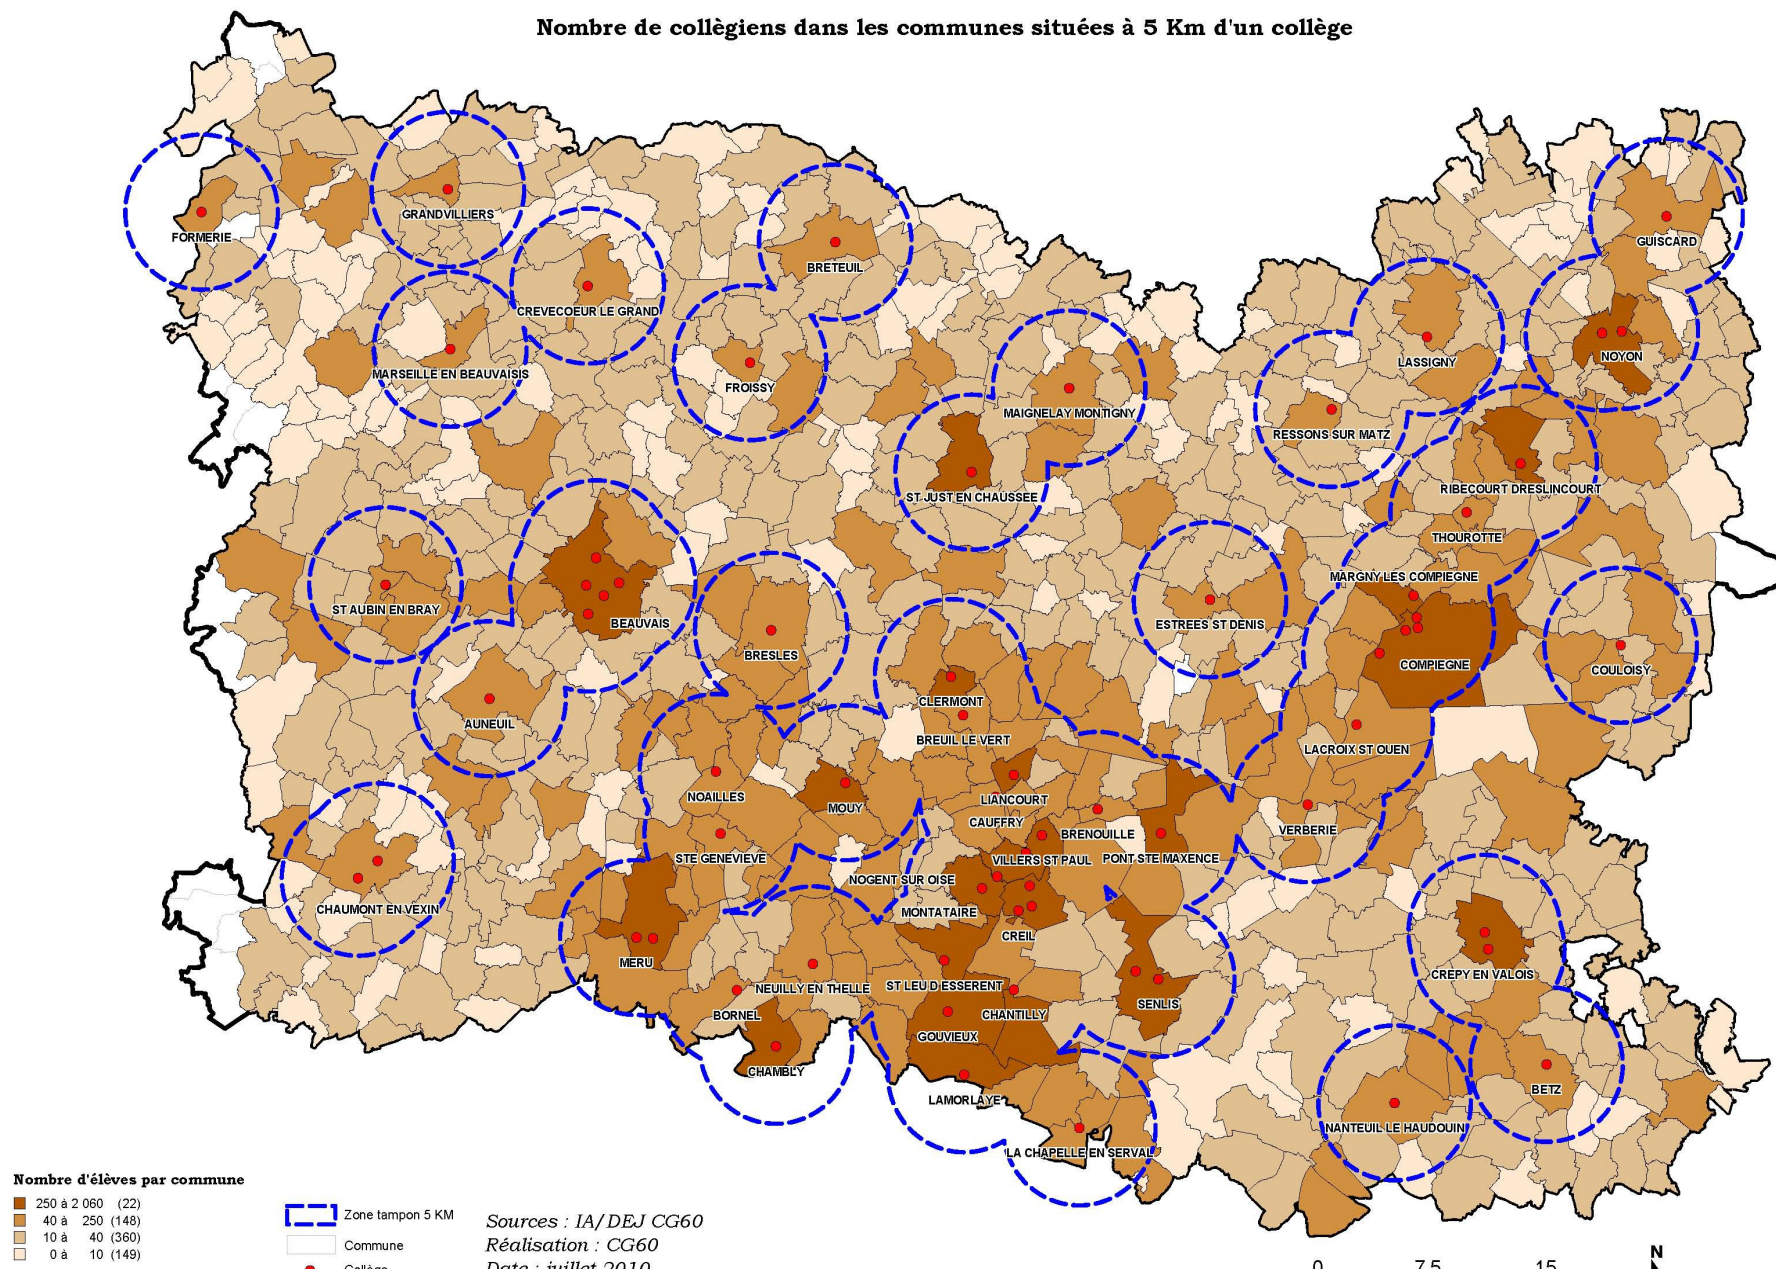 Nombre de collègiens dans les communes situées à 5 Km d'un collège
FORMERIE
GRANDVILLIERS
GUISCARD
BRETEUIL
CREVECOEUR LE GRAND
MARSEILLE EN BEAUVAISIS
FROISSY
LASSIGNY
NOYON
MAIGNELAY MONTIGNY
RESSONS SUR MATZ
ST JUST EN CHAUSSEE
RIBECOURT DRESLINCOURT
THOUROTTE
MARGNY LES COMPIEGNE
ST AUBIN EN BRAY
BEAUVAIS
ESTREES ST DENIS
BRESLES
COMPIEGNE
COULOISY
CLERMONT
AUNEUIL
BREUIL LE VERT
LACROIX ST OUEN
NOAILLES
MOUY
LIANCOURT
CAUFFRY
BRENOUILLE
VERBERIE
STE GENEVIEVE
VILLERS ST PAUL
PONT STE MAXENCE
NOGENT SUR OISE
CHAUMONT EN VEXIN
MONTATAIRE
CREIL
MERU
CREPY EN VALOIS
NEUILLY EN THELLE
ST LEU D ESSERENT
SENLIS
BORNEL
CHANTILLY
GOUVIEUX
CHAMBLY
BETZ
LAMORLAYE
NANTEUIL LE HAUDOUIN
LA CHAPELLE EN SERVAL
Nombre d'élèves par commune
250 à 2 060 (22)
40 à 250 (148)
10 à 40 (360)
0 à 10 (149)
Zone tampon 5 KM
Commune
Collège
Sources : IA/DEJ CG60
Réalisation : CG60
Date : juillet 2010
0 7,5 15
N